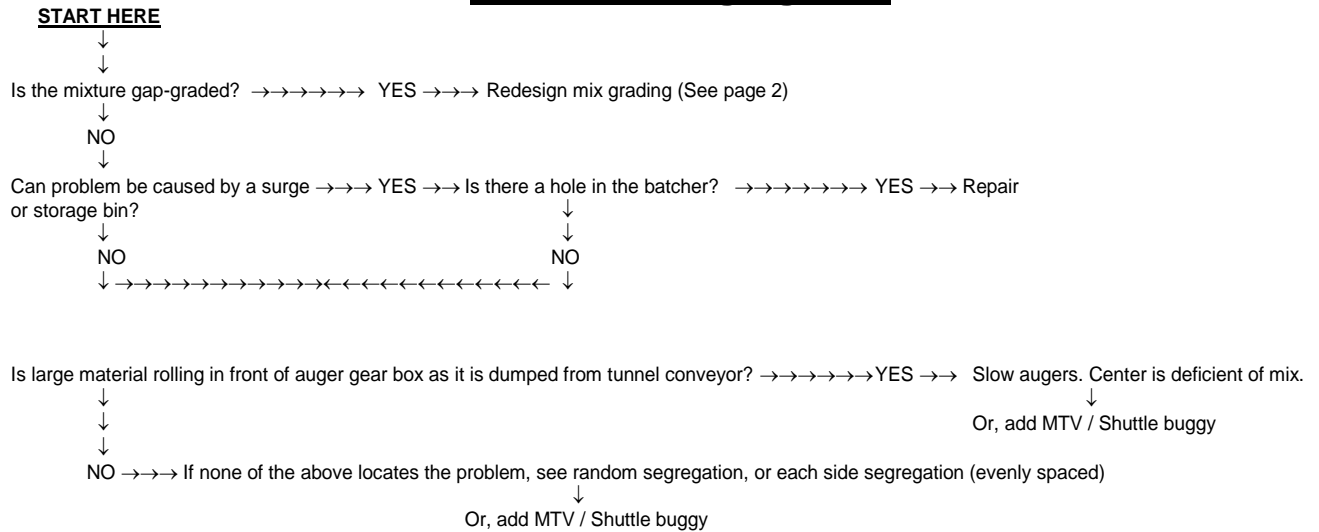 START HERE
↓
↓
Is the mixture gap-graded? →→→→→→ YES →→→ Redesign mix grading (See page 2)
↓
NO
↓
Can problem be caused by a surge →→→ YES →→ Is there a hole in the batcher? →→→→→→→ YES →→ Repair
or storage bin? ↓
↓ ↓
NO NO
↓ →→→→→→→→→→→←←←←←←←←←←←← ↓
Is large material rolling in front of auger gear box as it is dumped from tunnel conveyor? →→→→→→YES →→ Slow augers. Center is deficient of mix.
↓ ↓
↓ Or, add MTV / Shuttle buggy
↓
NO →→→ If none of the above locates the problem, see random segregation, or each side segregation (evenly spaced)
↓
Or, add MTV / Shuttle buggy